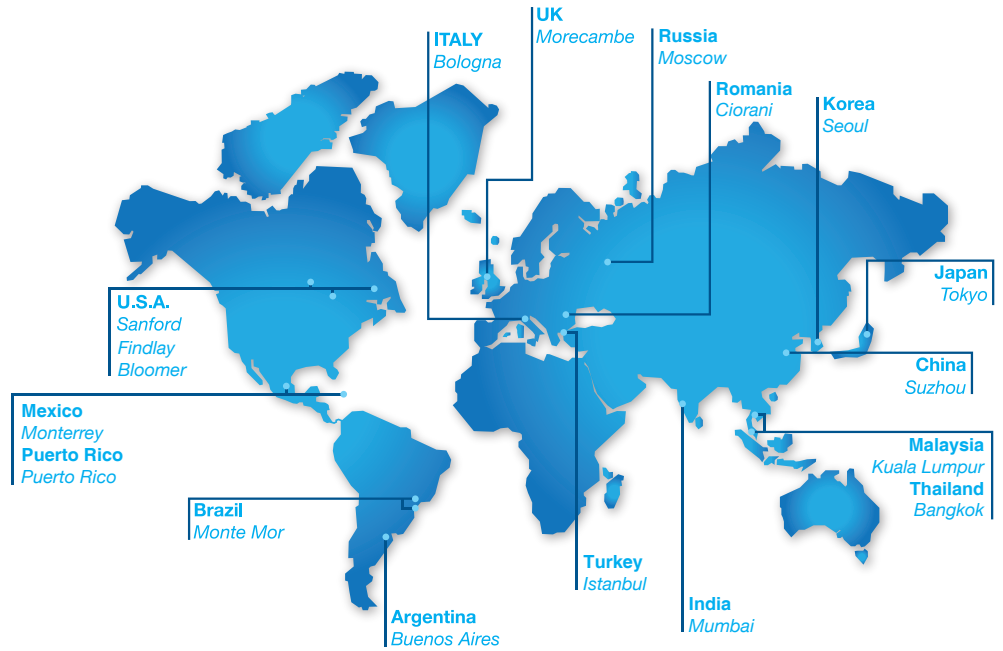 UK
Morecambe
ITALY
Bologna
Russia
Moscow
Romania
Ciorani
Korea
Seoul
Japan
Tokyo
U.S.A.
Sanford
Findlay
Bloomer
China
Suzhou
Mexico
Monterrey
Puerto Rico
Puerto Rico
Malaysia
Kuala Lumpur
Thailand
Bangkok
Brazil
Monte Mor
Turkey
Istanbul
India
Mumbai
Argentina
Buenos Aires